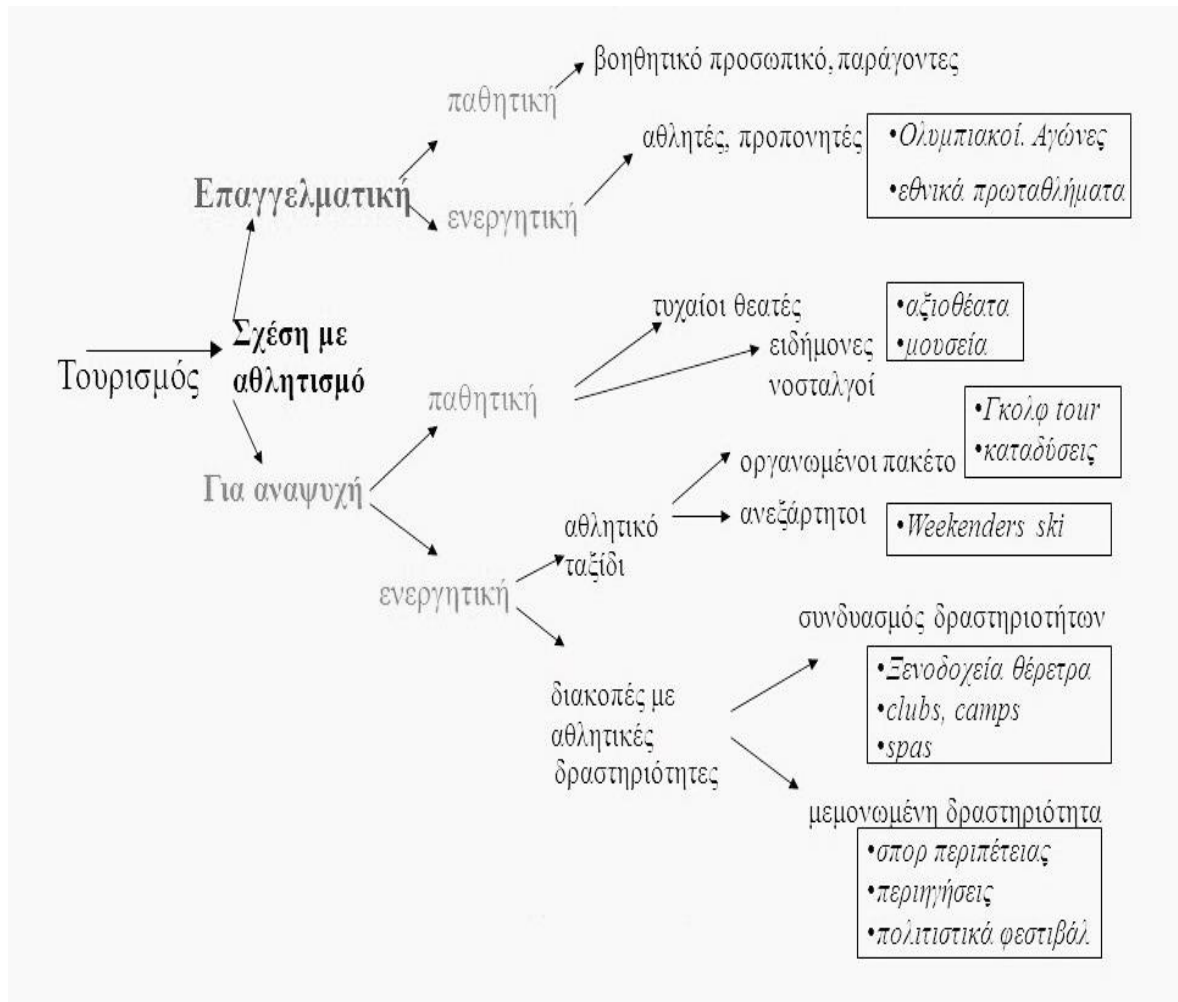 βοηθητικό προσωπικό, παράγοντες
παθητική
αθλητές, προπονητές
•Ολυμπιακοί. Αγώνες
•εθνικά πρωταθλήματα
Επαγγελματική
ενεργητική
τυχαίοι θεατές
•αξιοθέατα
•μουσεία
Σχέση με
αθλητισμό
Τουρισμός
ειδήμονες
νοσταλγοί
παθητική
•Γκολφ tour
•καταδύσεις
οργανωμένοι πακέτο
Για αναψυχή
ανεξάρτητοι
•Weekenders ski
αθλητικό
ταξίδι
ενεργητική
συνδυασμός δραστηριοτήτων
•Ξενοδοχεία θέρετρα
•clubs, camps
•spas
διακοπές με
αθλητικές
δραστηριότητες
μεμονωμένη δραστηριότητα
•σπορ περιπέτειας
•περιηγήσεις
•πολιτιστικά φεστιβάλ